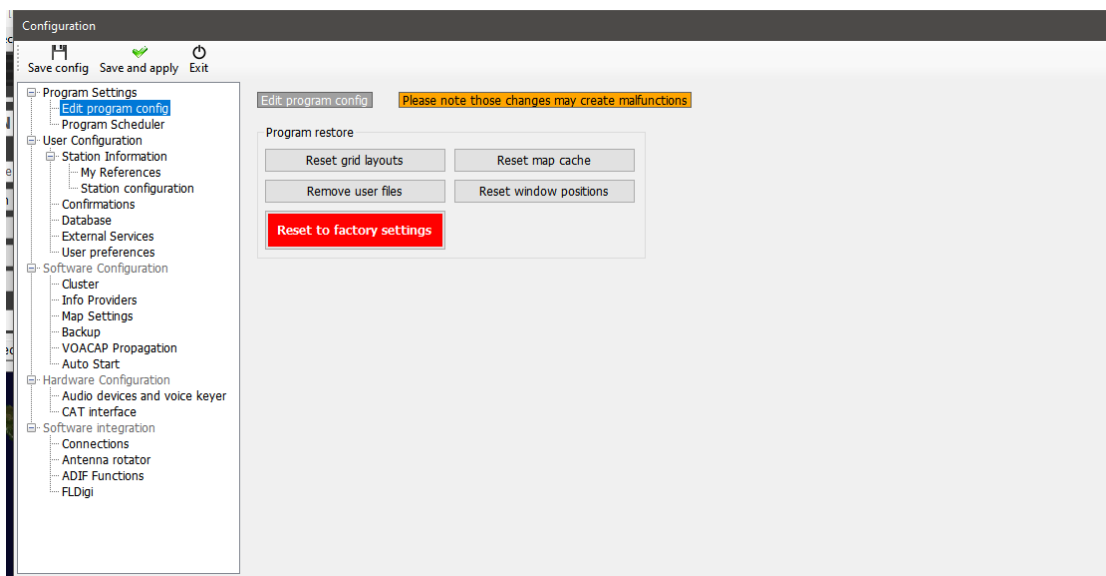 Configuration
Save config Save and apply Exit
Program Settings
Edit program config
Program Scheduler
User Configuration
Station Information
My References
Station configuration
Confirmations
Database
External Services
User preferences
Software Configuration
Cluster
Info Providers
Map Settings
Backup
VOACAP Propagation
Auto Start
Hardware Configuration
Audio devices and voice keyer
CAT interface
Software integration
Connections
Antenna rotator
ADIF Functions
FLDigi
Edit program config Please note those changes may create malfunctions
Program restore
Reset grid layouts Reset map cache
Remove user files Reset window positions
Reset to factory settings